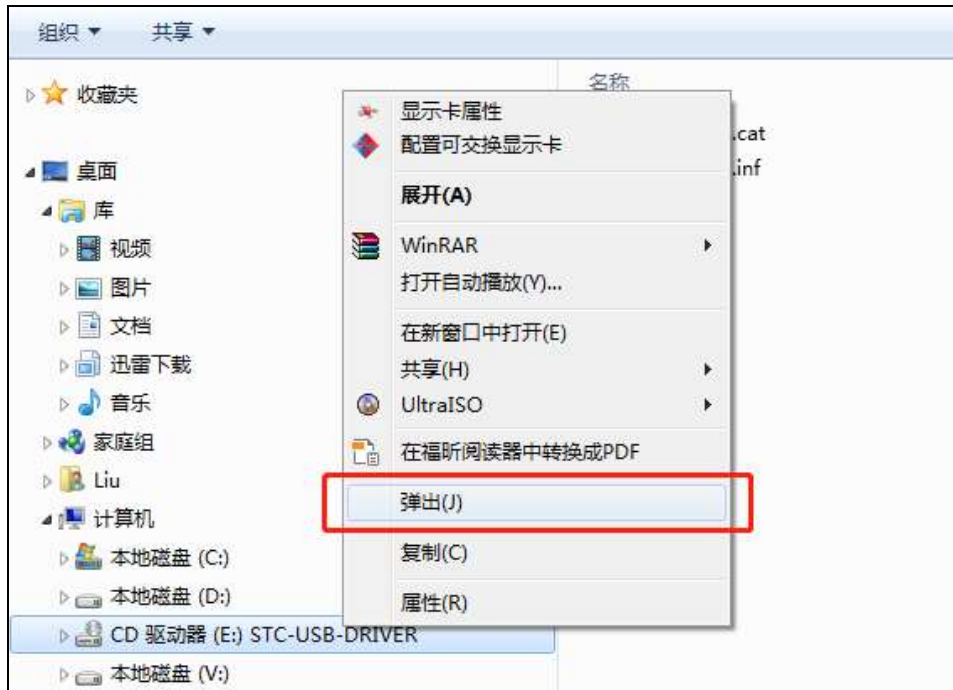 组织 共享
收藏夹
桌面
库
视频
图片
文档
迅雷下载
音乐
家庭组
Liu
计算机
本地磁盘 (C:)
本地磁盘 (D:)
CD 驱动器 (E:) STC-USB-DRIVER
本地磁盘 (V:)
显示卡属性
配置可交换显示卡
展开(A)
WinRAR
打开自动播放(Y)...
在新窗口中打开(E)
共享(H)
UltraISO
在福昕阅读器中转换成PDF
弹出(J)
复制(C)
属性(R)
名称
.cat
.inf